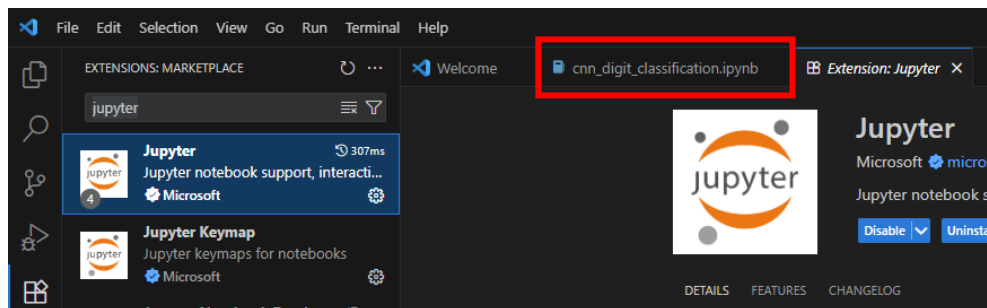 File Edit Selection View Go Run Terminal Help
EXTENSIONS: MARKETPLACE
Welcome
cnn_digit_classification.ipynb
Extension: Jupyter
jupyter
jupyter
4
Jupyter
307ms
Jupyter notebook support, interacti...
Microsoft
jupyter
Jupyter Keymap
Jupyter keymaps for notebooks
Microsoft
jupyter
Jupyter
Microsoft micro
Jupyter notebook s
Disable
Uninsta
DETAILS FEATURES CHANGELOG